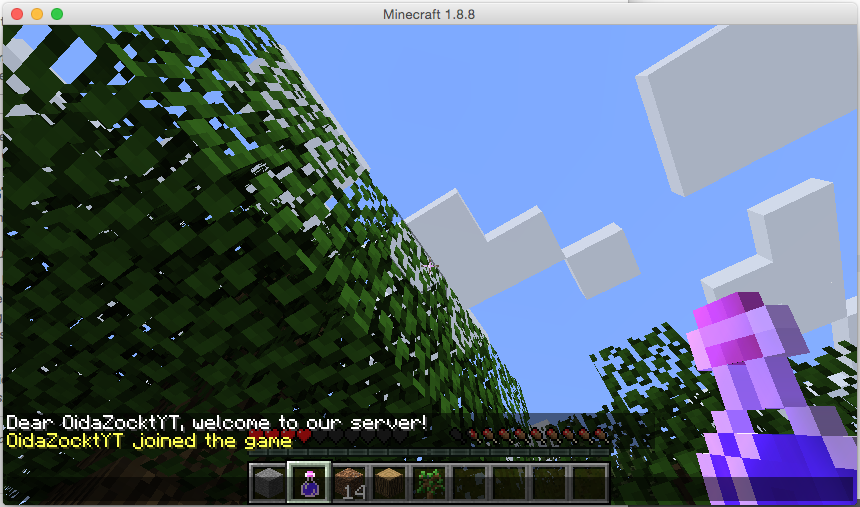 Minecraft 1.8.8
Dear OidaZocktYT, welcome to our server!
OidaZocktYT joined the game
14